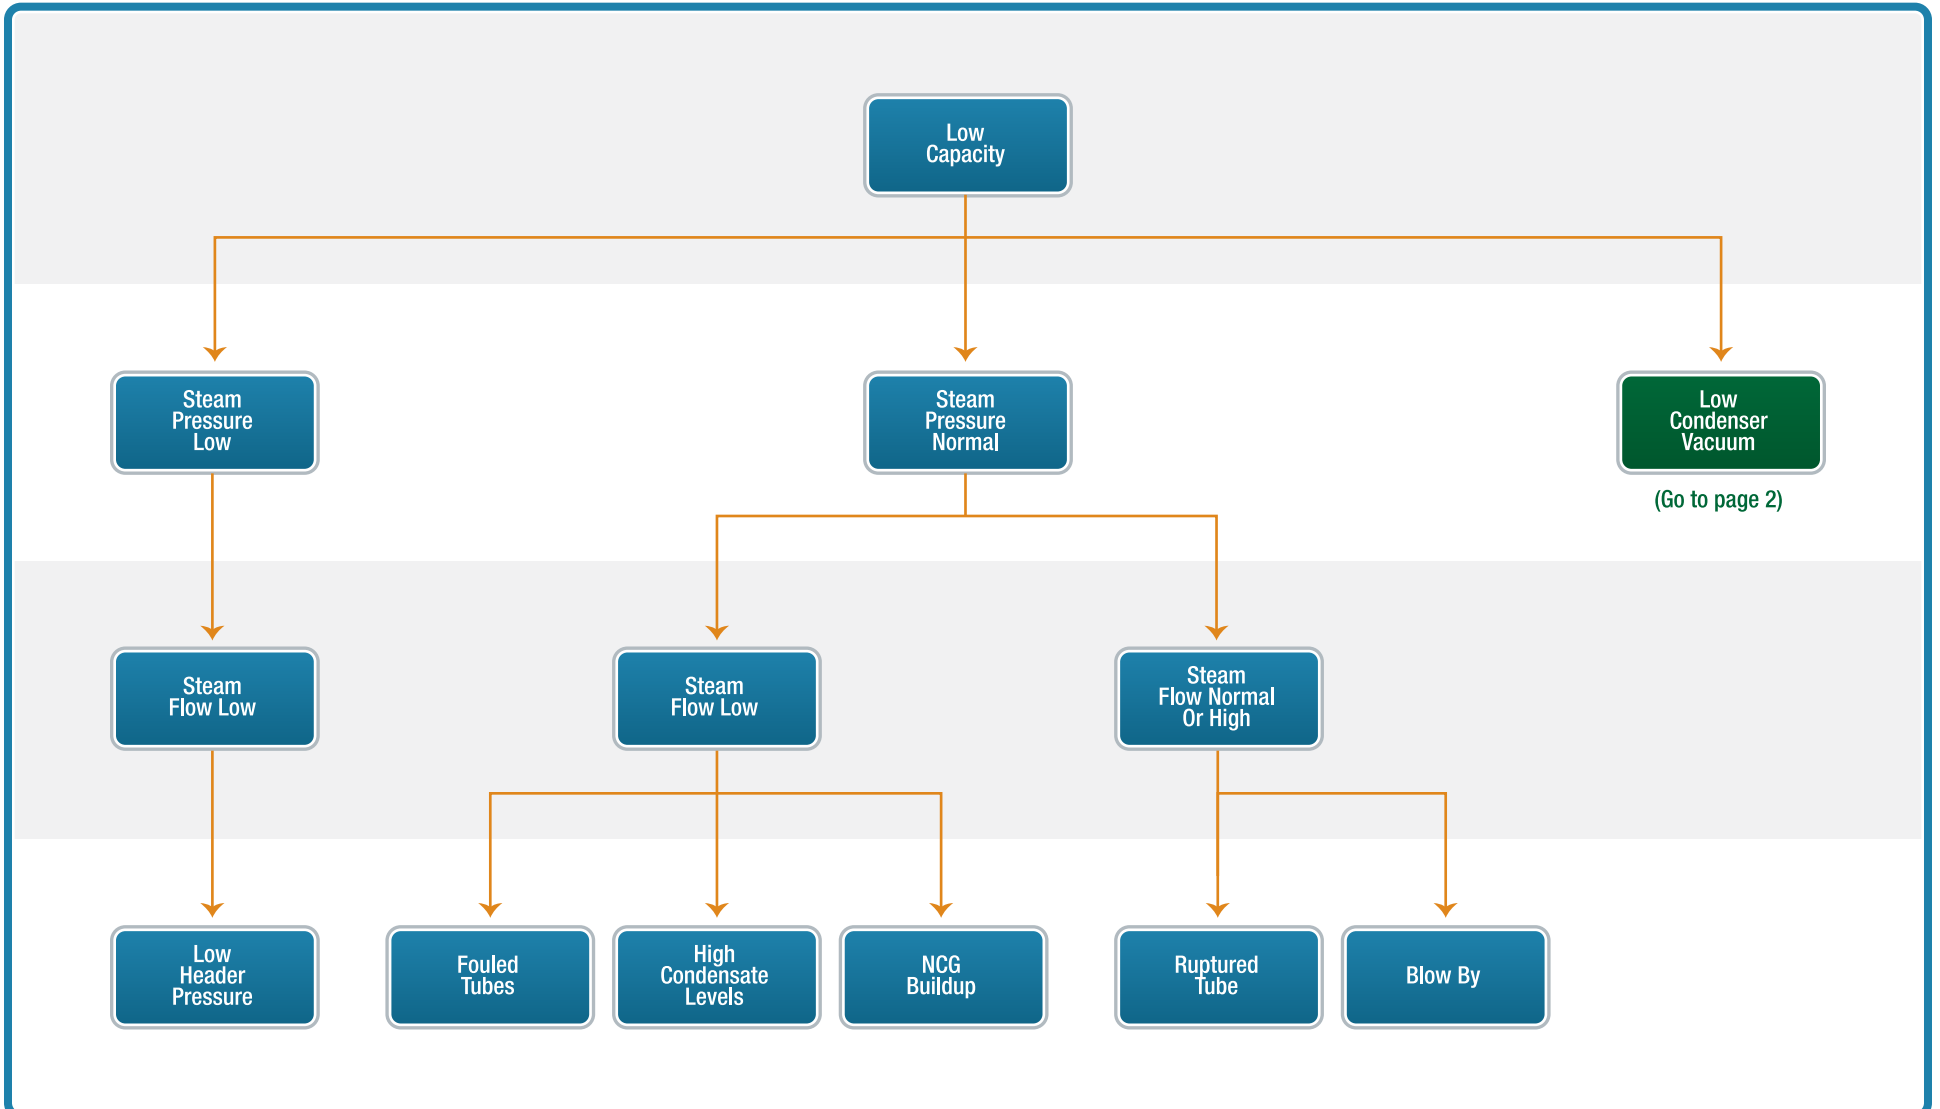 Low
Capacity
Steam
Pressure
Low
Steam
Pressure
Normal
Low
Condenser
Vacuum
(Go to page 2)
Steam
Flow Low
Steam
Flow Low
Steam
Flow Normal
Or High
Low
Header
Pressure
Fouled
Tubes
High
Condensate
Levels
NCG
Buildup
Ruptured
Tube
Blow By